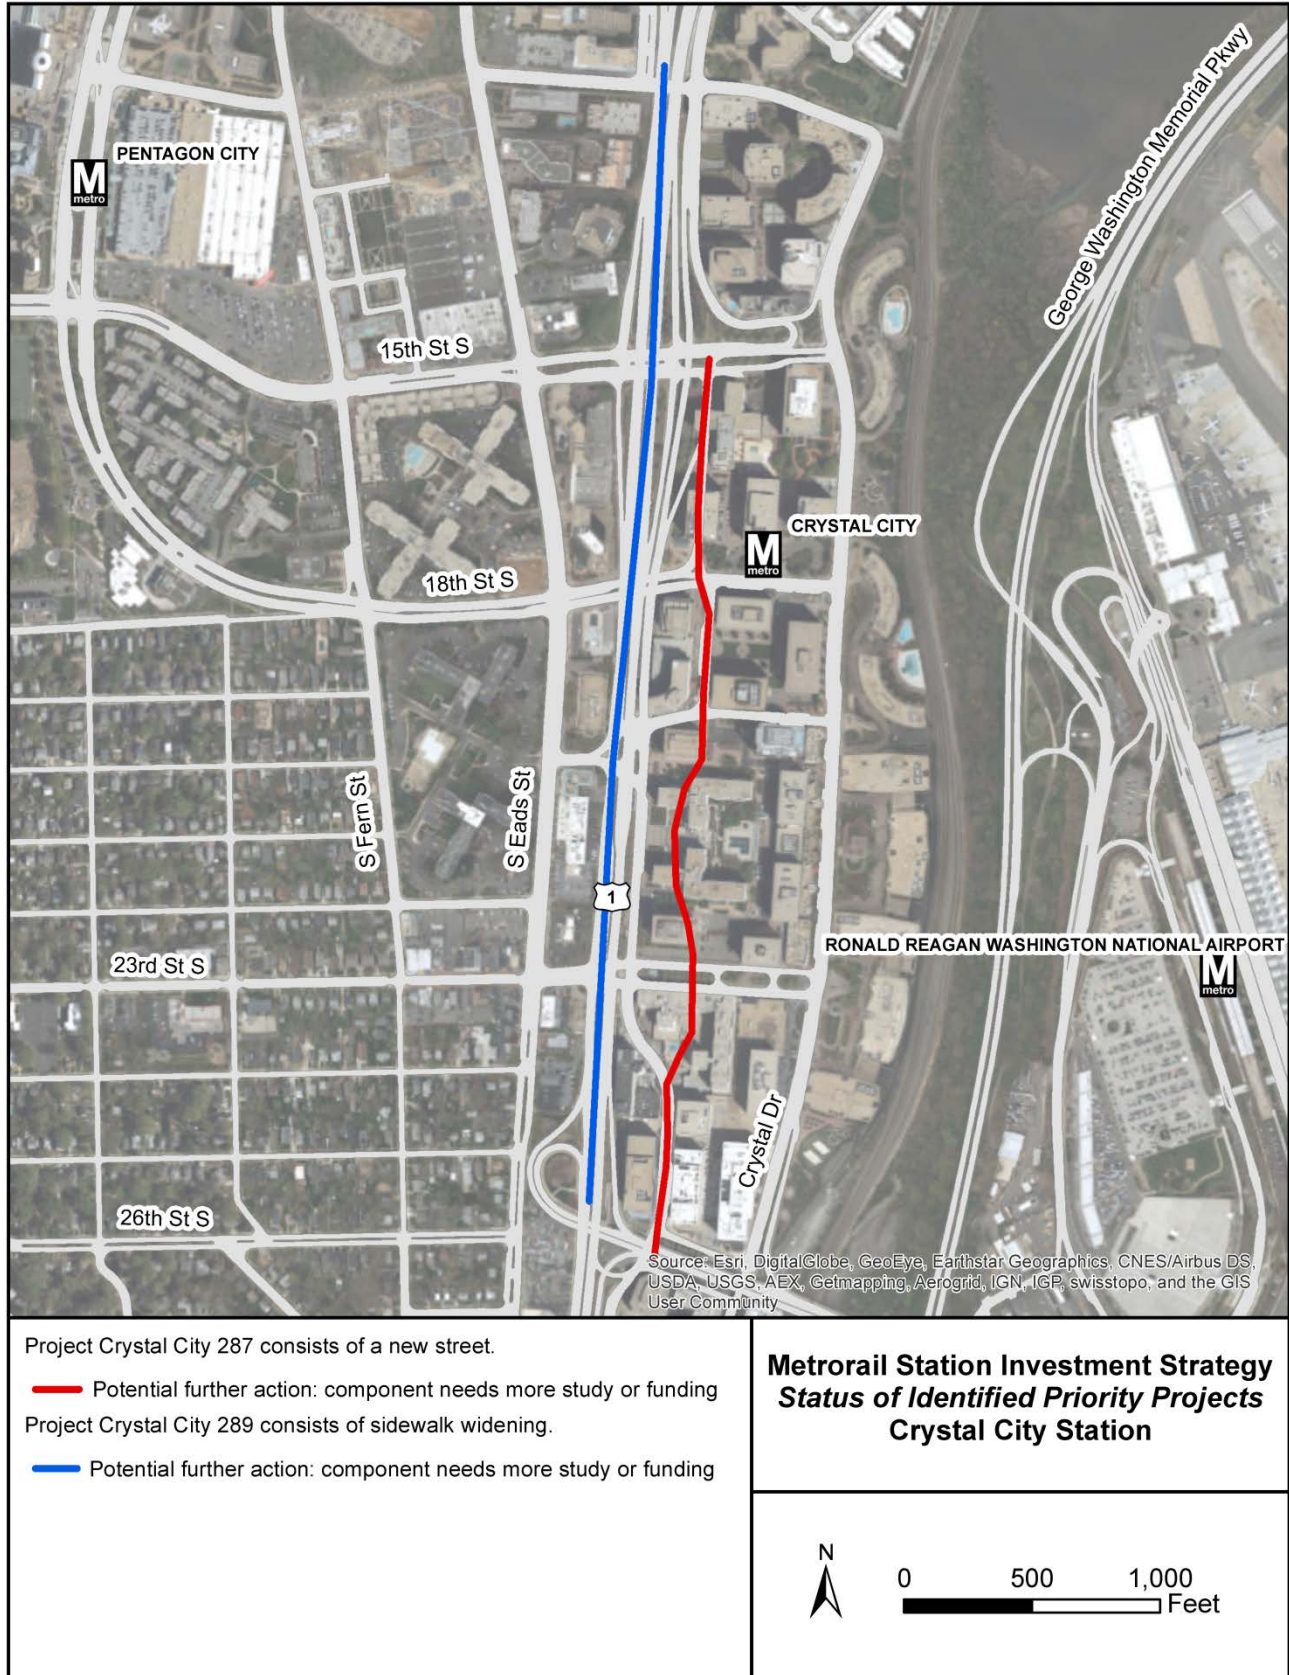 PENTAGON CITY
M
metro
George Washington Memorial Pkwy
15th St S
CRYSTAL CITY
M
metro
18th St S
S Fern St
S Eads St
1
RONALD REAGAN WASHINGTON NATIONAL AIRPORT
M
metro
23rd St S
Crystal Dr
26th St S
Source: Esri, DigitalGlobe, GeoEye, Earthstar Geographics, CNES/Airbus DS,
USDA, USGS, AEX, Getmapping, Aerogrid, IGN, IGP, swisstopo, and the GIS
User Community
Project Crystal City 287 consists of a new street.
Potential further action: component needs more study or funding
Project Crystal City 289 consists of sidewalk widening.
Potential further action: component needs more study or funding
Metrorail Station Investment Strategy
Status of Identified Priority Projects
Crystal City Station
N
0 500 1,000
Feet